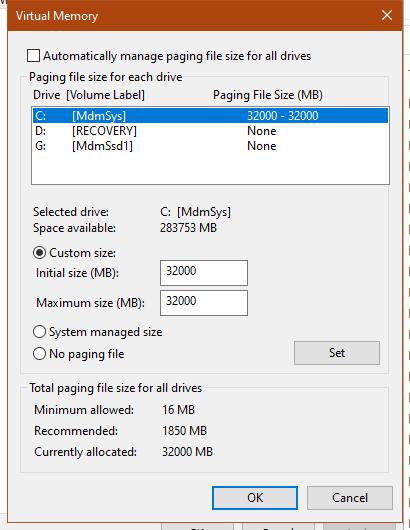 Virtual Memory
Automatically manage paging file size for all drives
Paging file size for each drive
Drive [Volume Label] Paging File Size (MB)
C: [MdmSys] 32000 - 32000
D: [RECOVERY] None
G: [MdmSsd1] None
Selected drive: C: [MdmSys]
Space available: 283753 MB
Custom size:
Initial size (MB): 32000
Maximum size (MB): 32000
System managed size
No paging file Set
Total paging file size for all drives
Minimum allowed: 16 MB
Recommended: 1850 MB
Currently allocated: 32000 MB
OK Cancel